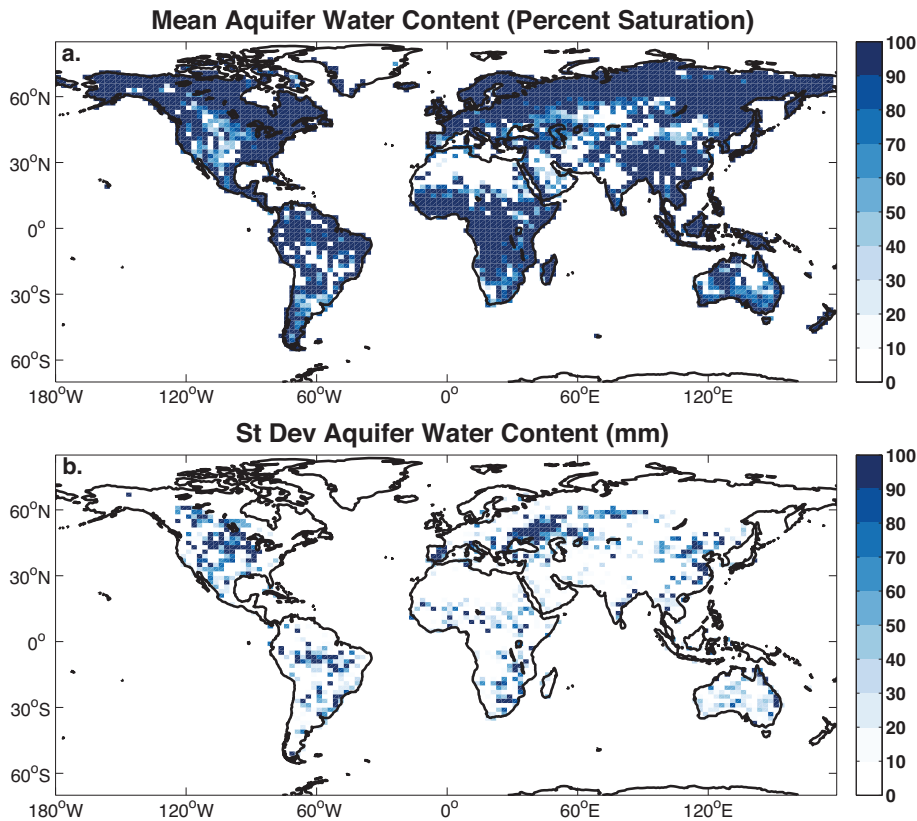 Mean Aquifer Water Content (Percent Saturation)
a.
60°N
30°N
0°
30°S
60°S
180°W
120°W
60°W
0°
60°E
120°E
100
90
80
70
60
50
40
30
20
10
0
St Dev Aquifer Water Content (mm)
b.
60°N
30°N
0°
30°S
60°S
180°W
120°W
60°W
0°
60°E
120°E
100
90
80
70
60
50
40
30
20
10
0